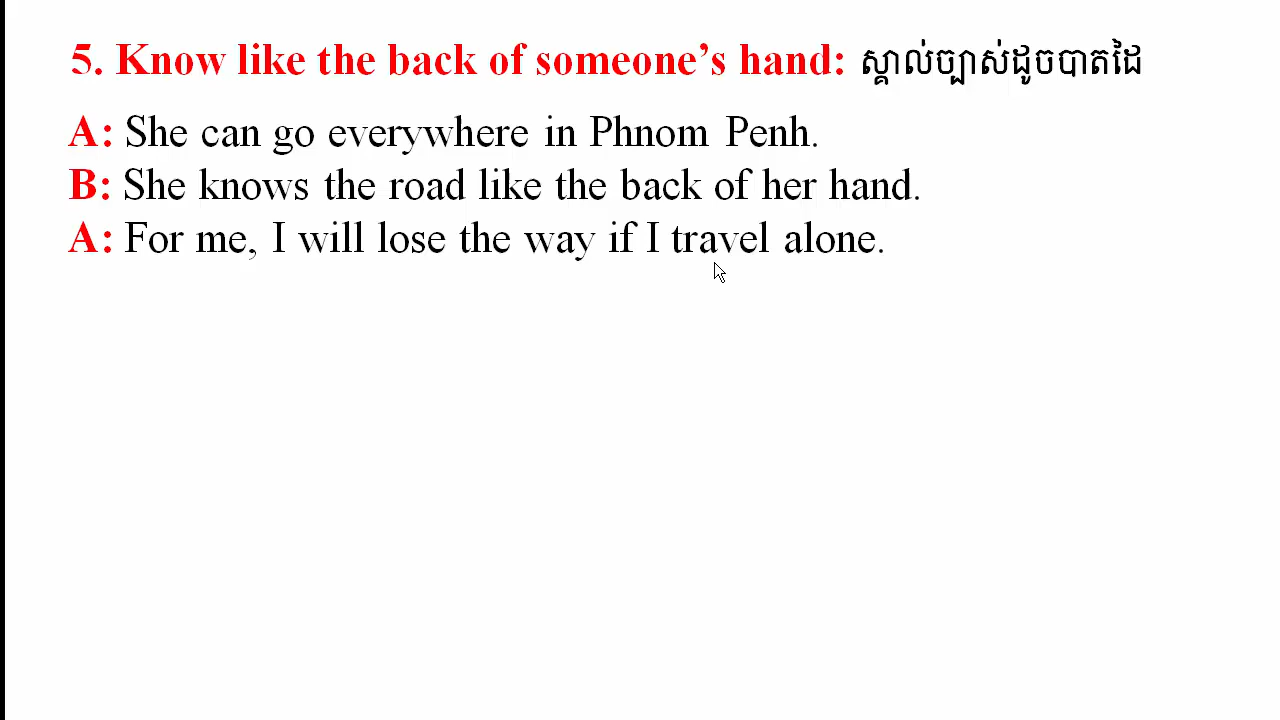 5. Know like the back of someone’s hand: ស្គាល់ច្បាស់ដូចបាតដៃ
A: She can go everywhere in Phnom Penh.
B: She knows the road like the back of her hand.
A: For me, I will lose the way if I travel alone.